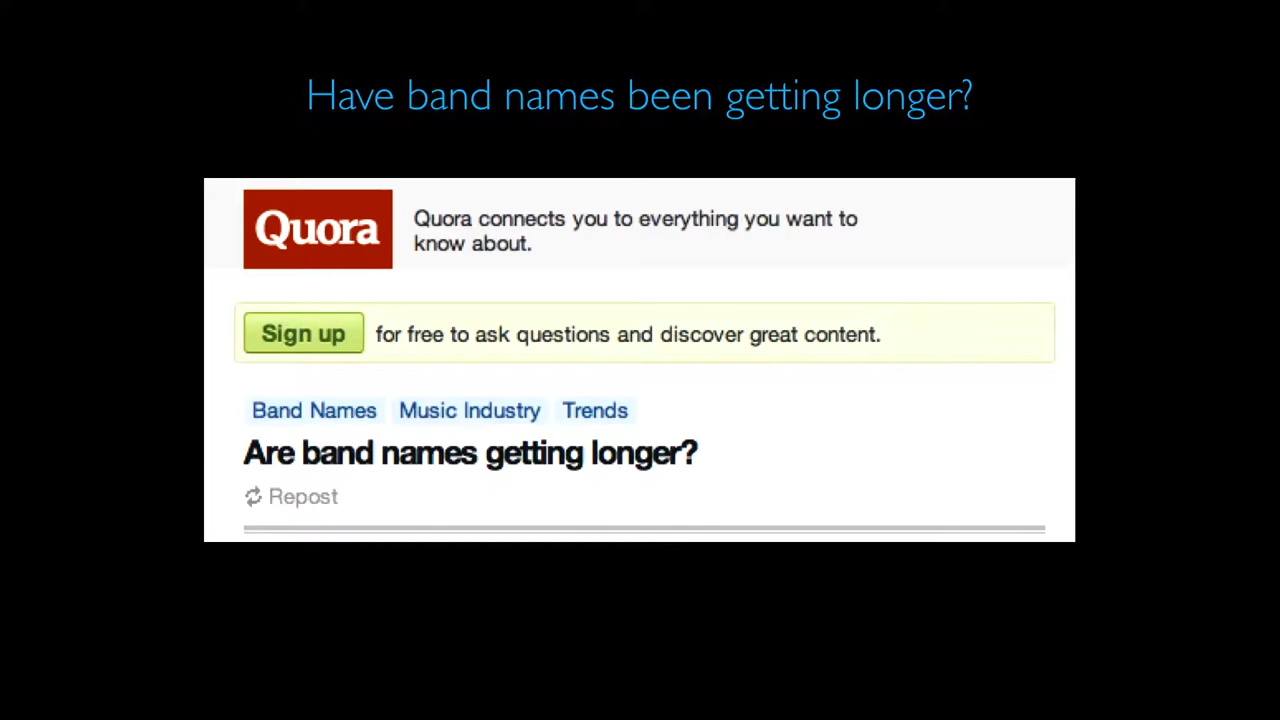 Have band names been getting longer?
Quora
Quora connects you to everything you want to
know about.
Sign up for free to ask questions and discover great content.
Band Names Music Industry Trends
Are band names getting longer?
Repost